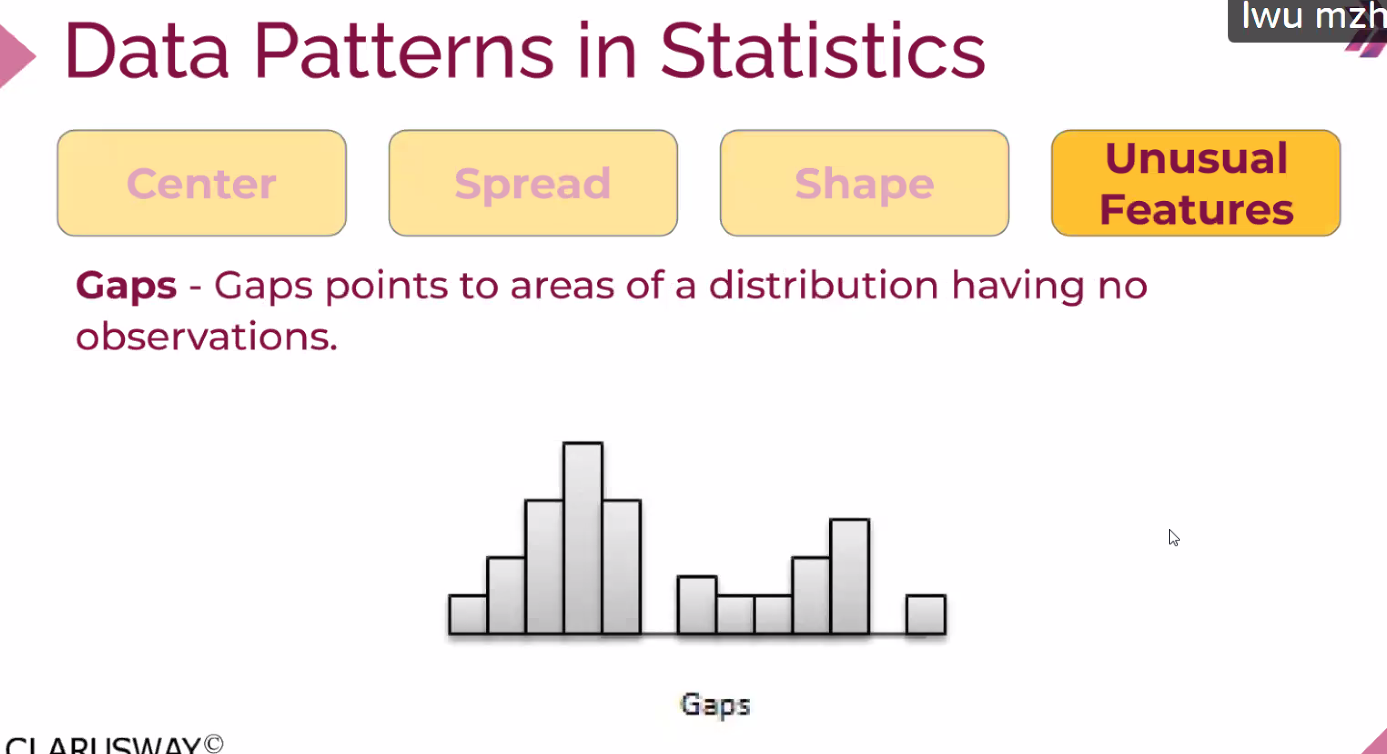 lwu mzh
Data Patterns in Statistics
Center
Spread
Shape
Unusual
Features
Gaps - Gaps points to areas of a distribution having no
observations.
Gaps
CLARUSWAY©